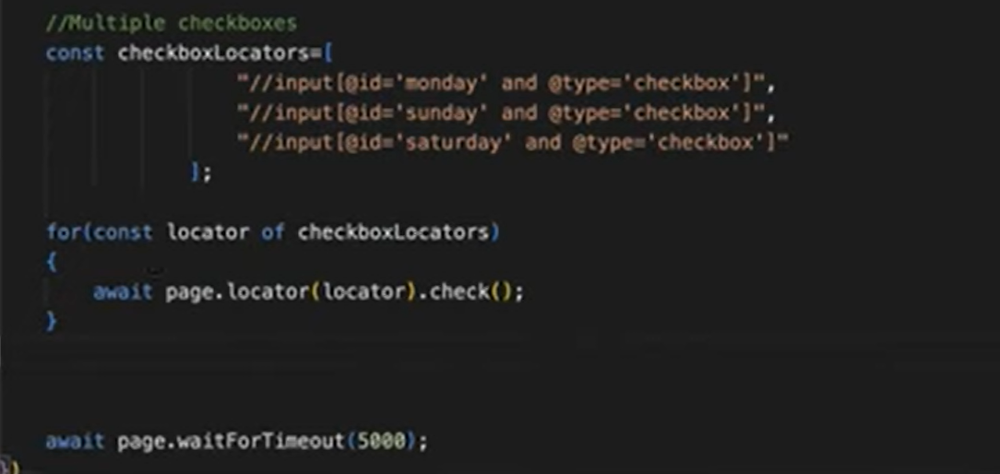 //Multiple checkboxes
const checkboxLocators=[
"//input[@id='monday' and @type='checkbox']",
"//input[@id='sunday' and @type='checkbox']",
"//input[@id='saturday' and @type='checkbox']"
];
for(const locator of checkboxLocators)
{
await page.locator(locator).check();
}
await page.waitForTimeout(5000);
})